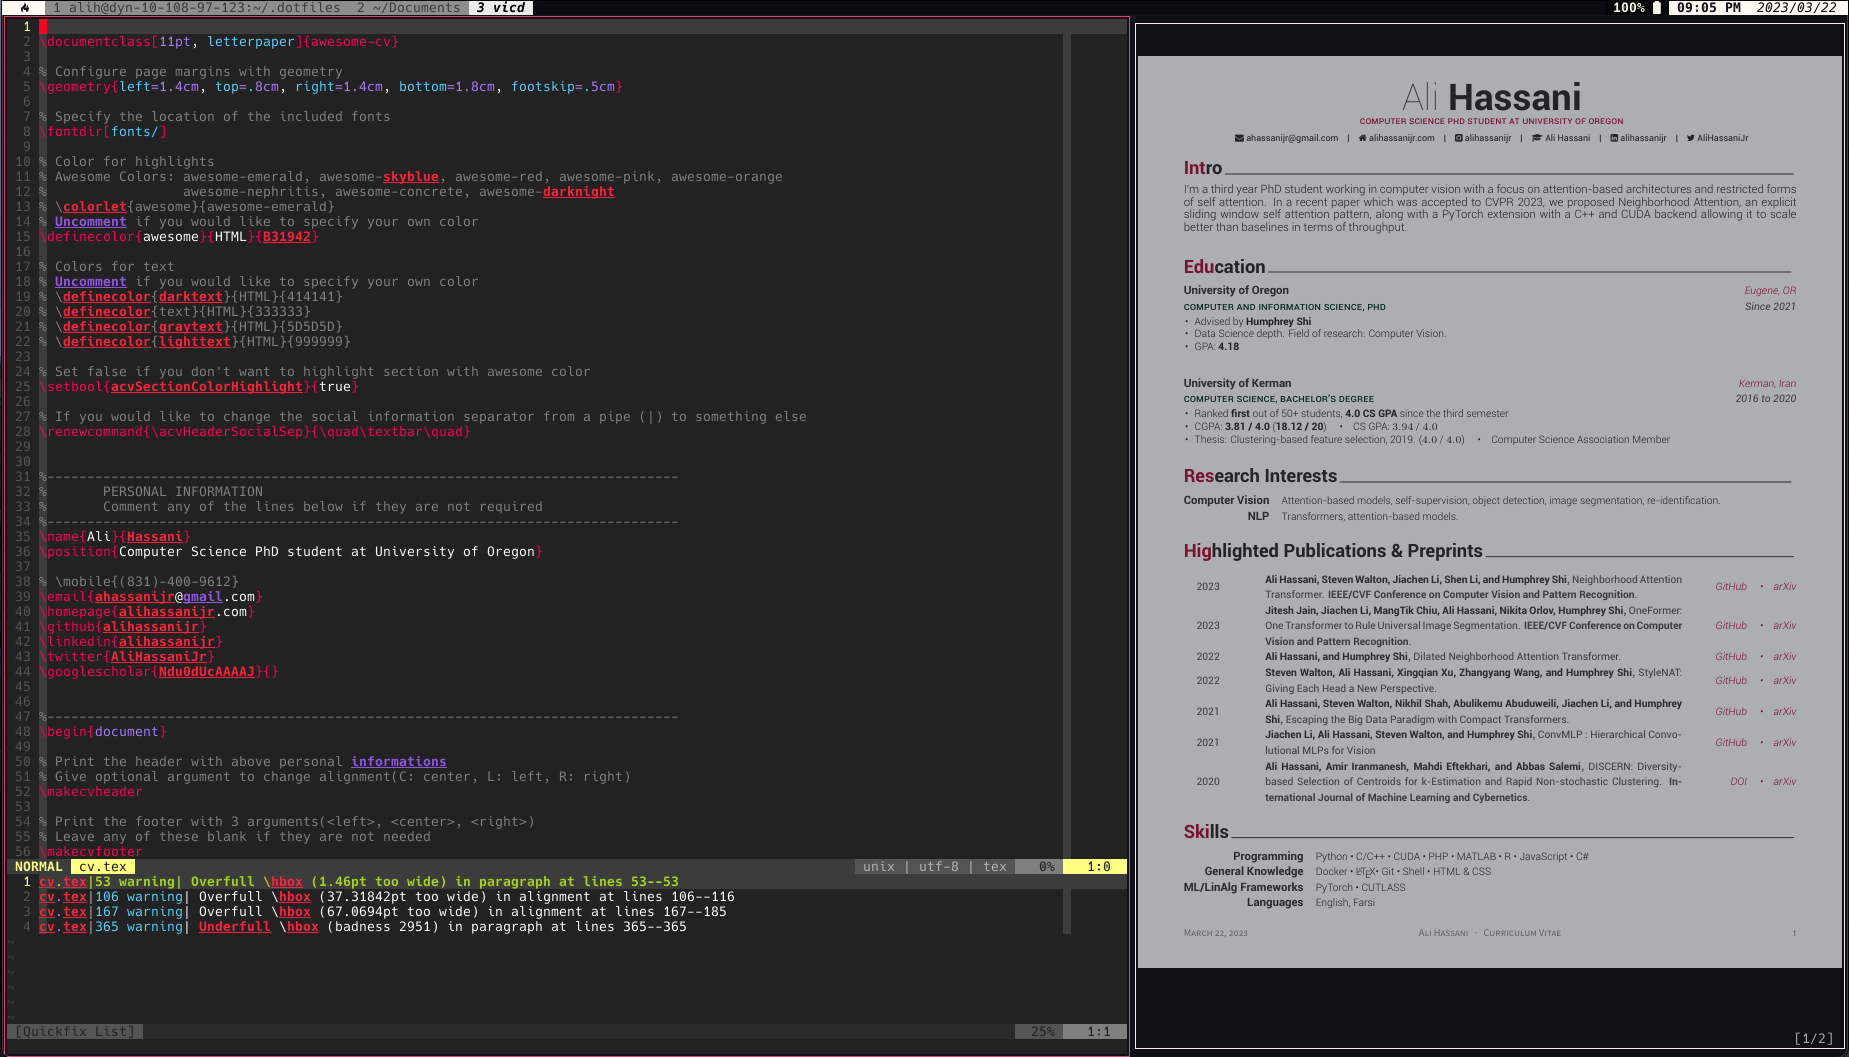 1 alih@dyn-10-108-97-123:~/.dotfiles 2 ~/Documents 3 vicd
100% 09:05 PM 2023/03/22
1
2 \documentclass[11pt, letterpaper]{awesome-cv}
3
4 % Configure page margins with geometry
5 \geometry{left=1.4cm, top=.8cm, right=1.4cm, bottom=1.8cm, footskip=.5cm}
6
7 % Specify the location of the included fonts
8 \fontdir[fonts/]
9
10 % Color for highlights
11 % Awesome Colors: awesome-emerald, awesome-skyblue, awesome-red, awesome-pink, awesome-orange
12 % awesome-nephritis, awesome-concrete, awesome-darknight
13 % \colorlet{awesome}{awesome-emerald}
14 % Uncomment if you would like to specify your own color
15 \definecolor{awesome}{HTML}{B31942}
16
17 % Colors for text
18 % Uncomment if you would like to specify your own color
19 % \definecolor{darktext}{HTML}{414141}
20 % \definecolor{text}{HTML}{333333}
21 % \definecolor{graytext}{HTML}{5D5D5D}
22 % \definecolor{lighttext}{HTML}{999999}
23
24 % Set false if you don't want to highlight section with awesome color
25 \setbool{acvSectionColorHighlight}{true}
26
27 % If you would like to change the social information separator from a pipe (|) to something else
28 \renewcommand{\acvHeaderSocialSep}{\quad\textbar\quad}
29
30
31 %-------------------------------------------------------------------------------
32 % PERSONAL INFORMATION
33 % Comment any of the lines below if they are not required
34 %-------------------------------------------------------------------------------
35 \name{Ali}{Hassani}
36 \position{Computer Science PhD student at University of Oregon}
37
38 % \mobile{(831)-400-9612}
39 \email{ahassanijr@gmail.com}
40 \homepage{alihassanijr.com}
41 \github{alihassanijr}
42 \linkedin{alihassanijr}
43 \twitter{AliHassaniJr}
44 \googlescholar{Ndu0dUcAAAAJ}{}
45
46
47 %-------------------------------------------------------------------------------
48 \begin{document}
49
50 % Print the header with above personal informations
51 % Give optional argument to change alignment(C: center, L: left, R: right)
52 \makecvheader
53
54 % Print the footer with 3 arguments(<left>, <center>, <right>)
55 % Leave any of these blank if they are not needed
56 \makecvfooter
NORMAL cv.tex unix | utf-8 | tex 0% 1:0
1 cv.tex|53 warning| Overfull \hbox (1.46pt too wide) in paragraph at lines 53--53
2 cv.tex|106 warning| Overfull \hbox (37.31842pt too wide) in alignment at lines 106--116
3 cv.tex|167 warning| Overfull \hbox (67.0694pt too wide) in alignment at lines 167--185
4 cv.tex|365 warning| Underfull \hbox (badness 2951) in paragraph at lines 365--365
~
~
~
~
~
~
[Quickfix List] 25% 1:1
Ali Hassani
COMPUTER SCIENCE PHD STUDENT AT UNIVERSITY OF OREGON
ahassanijr@gmail.com | alihassanijr.com | alihassanijr | Ali Hassani | alihassanijr | AliHassaniJr
Intro
I'm a third year PhD student working in computer vision with a focus on attention-based architectures and restricted forms
of self attention. In a recent paper which was accepted to CVPR 2023, we proposed Neighborhood Attention, an explicit
sliding window self attention pattern, along with a PyTorch extension with a C++ and CUDA backend allowing it to scale
better than baselines in terms of throughput.
Education
University of Oregon Eugene, OR
COMPUTER AND INFORMATION SCIENCE, PHD Since 2021
• Advised by Humphrey Shi
• Data Science depth. Field of research: Computer Vision.
• GPA: 4.18
University of Kerman Kerman, Iran
COMPUTER SCIENCE, BACHELOR'S DEGREE 2016 to 2020
• Ranked first out of 50+ students, 4.0 CS GPA since the third semester
• CGPA: 3.81 / 4.0 (18.12 / 20) • CS GPA: 3.94 / 4.0
• Thesis: Clustering-based feature selection, 2019. (4.0 / 4.0) • Computer Science Association Member
Research Interests
Computer Vision Attention-based models, self-supervision, object detection, image segmentation, re-identification.
NLP Transformers, attention-based models.
Highlighted Publications & Preprints
Ali Hassani, Steven Walton, Jiachen Li, Shen Li, and Humphrey Shi, Neighborhood Attention
2023 Transformer. IEEE/CVF Conference on Computer Vision and Pattern Recognition. GitHub • arXiv
Jitesh Jain, Jiachen Li, MangTik Chiu, Ali Hassani, Nikita Orlov, Humphrey Shi, OneFormer:
2023 One Transformer to Rule Universal Image Segmentation. IEEE/CVF Conference on Computer GitHub • arXiv
Vision and Pattern Recognition.
2022 Ali Hassani, and Humphrey Shi, Dilated Neighborhood Attention Transformer. GitHub • arXiv
Steven Walton, Ali Hassani, Xingqian Xu, Zhangyang Wang, and Humphrey Shi, StyleNAT:
2022 Giving Each Head a New Perspective. GitHub • arXiv
Ali Hassani, Steven Walton, Nikhil Shah, Abulikemu Abuduweili, Jiachen Li, and Humphrey
2021 Shi, Escaping the Big Data Paradigm with Compact Transformers. GitHub • arXiv
Jiachen Li, Ali Hassani, Steven Walton, and Humphrey Shi, ConvMLP : Hierarchical Convo-
2021 lutional MLPs for Vision GitHub • arXiv
Ali Hassani, Amir Iranmanesh, Mahdi Eftekhari, and Abbas Salemi, DISCERN: Diversity-
2020 based Selection of Centroids for k-Estimation and Rapid Non-stochastic Clustering. In- DOI • arXiv
ternational Journal of Machine Learning and Cybernetics.
Skills
Programming Python • C/C++ • CUDA • PHP • MATLAB • R • JavaScript • C#
General Knowledge Docker • LATEX• Git • Shell • HTML & CSS
ML/LinAlg Frameworks PyTorch • CUTLASS
Languages English, Farsi
MARCH 22, 2023 ALI HASSANI · CURRICULUM VITAE 1
[1/2]